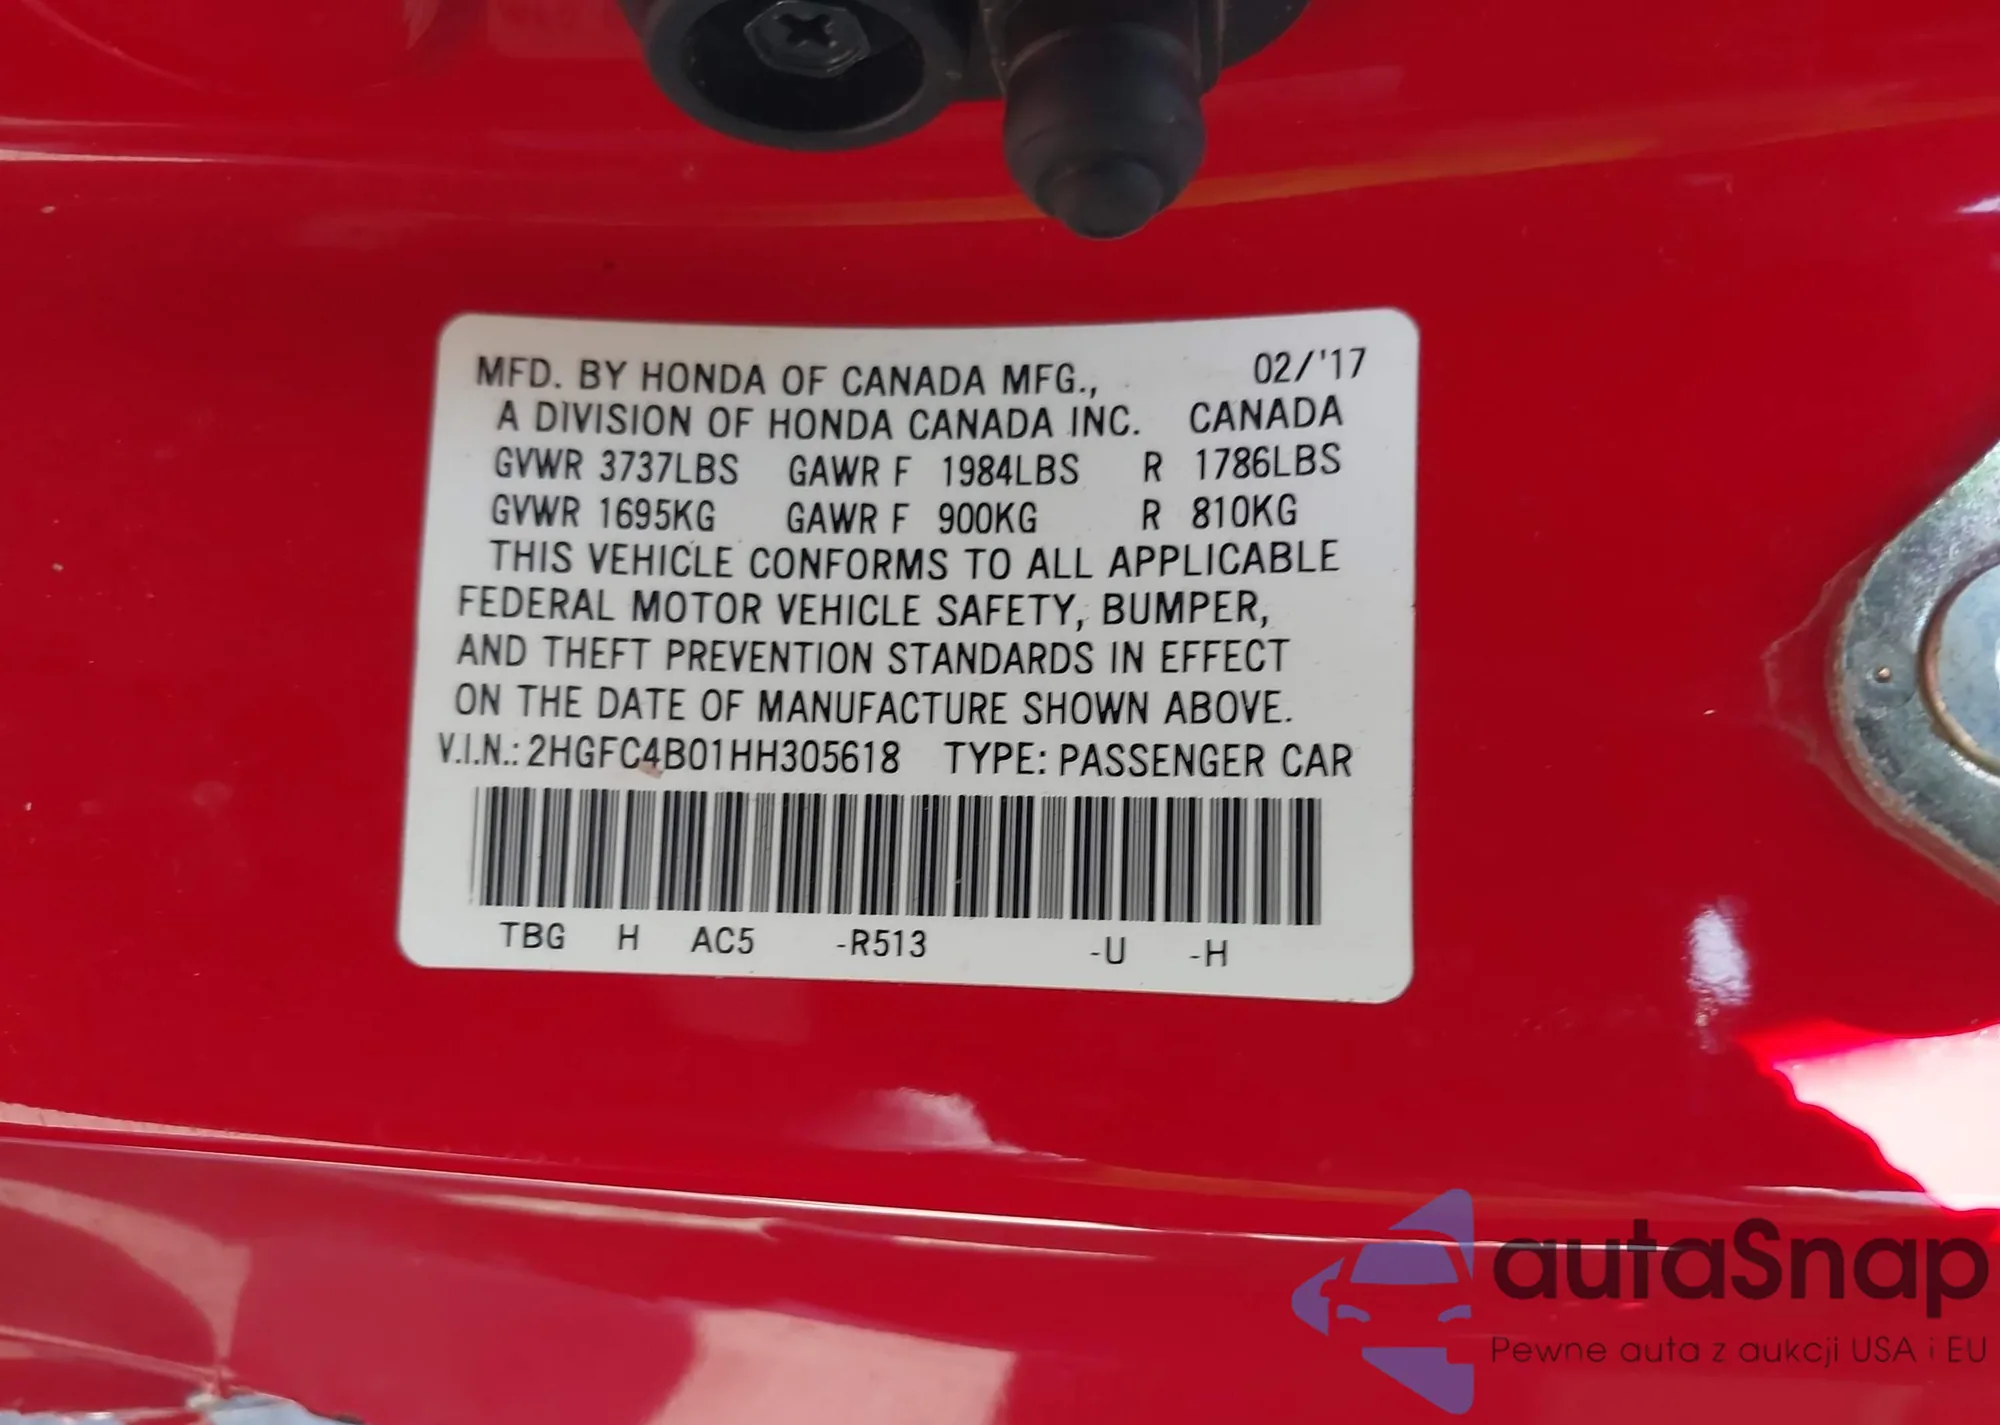 MFD. BY HONDA OF CANADA MFG., 02/'17
A DIVISION OF HONDA CANADA INC. CANADA
GVWR 3737LBS GAWR F 1984LBS R 1786LBS
GVWR 1695KG GAWR F 900KG R 810KG
THIS VEHICLE CONFORMS TO ALL APPLICABLE
FEDERAL MOTOR VEHICLE SAFETY, BUMPER,
AND THEFT PREVENTION STANDARDS IN EFFECT
ON THE DATE OF MANUFACTURE SHOWN ABOVE.
V.I.N.: 2HGFC4B01HH305618 TYPE: PASSENGER CAR
TBG H AC5 -R513 -U -H
autaSnap
Pewne auta z aukcji USA i EU